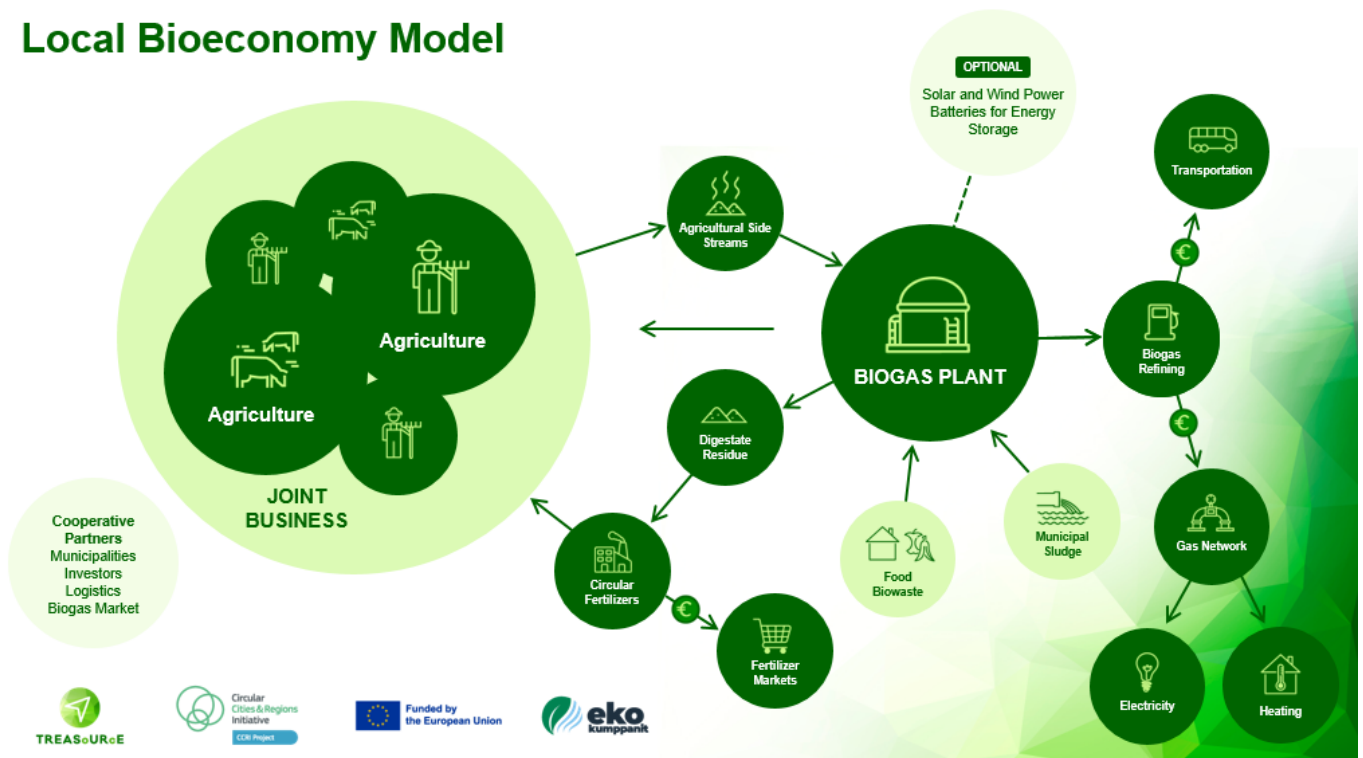 Local Bioeconomy Model
OPTIONAL
Solar and Wind Power
Batteries for Energy
Storage
Transportation
Agricultural Side
Streams
Agriculture
Agriculture
BIOGAS PLANT
€
Biogas
Refining
€
Digestate
Residue
JOINT
BUSINESS
Municipal
Sludge
Gas Network
Food
Biowaste
Circular
Fertilizers
€
Fertilizer
Markets
Electricity
Heating
Cooperative
Partners
Municipalities
Investors
Logistics
Biogas Market
TREASoURcE
Circular
Cities & Regions
Initiative
CCRI Project
Funded by
the European Union
eko
kumppanit